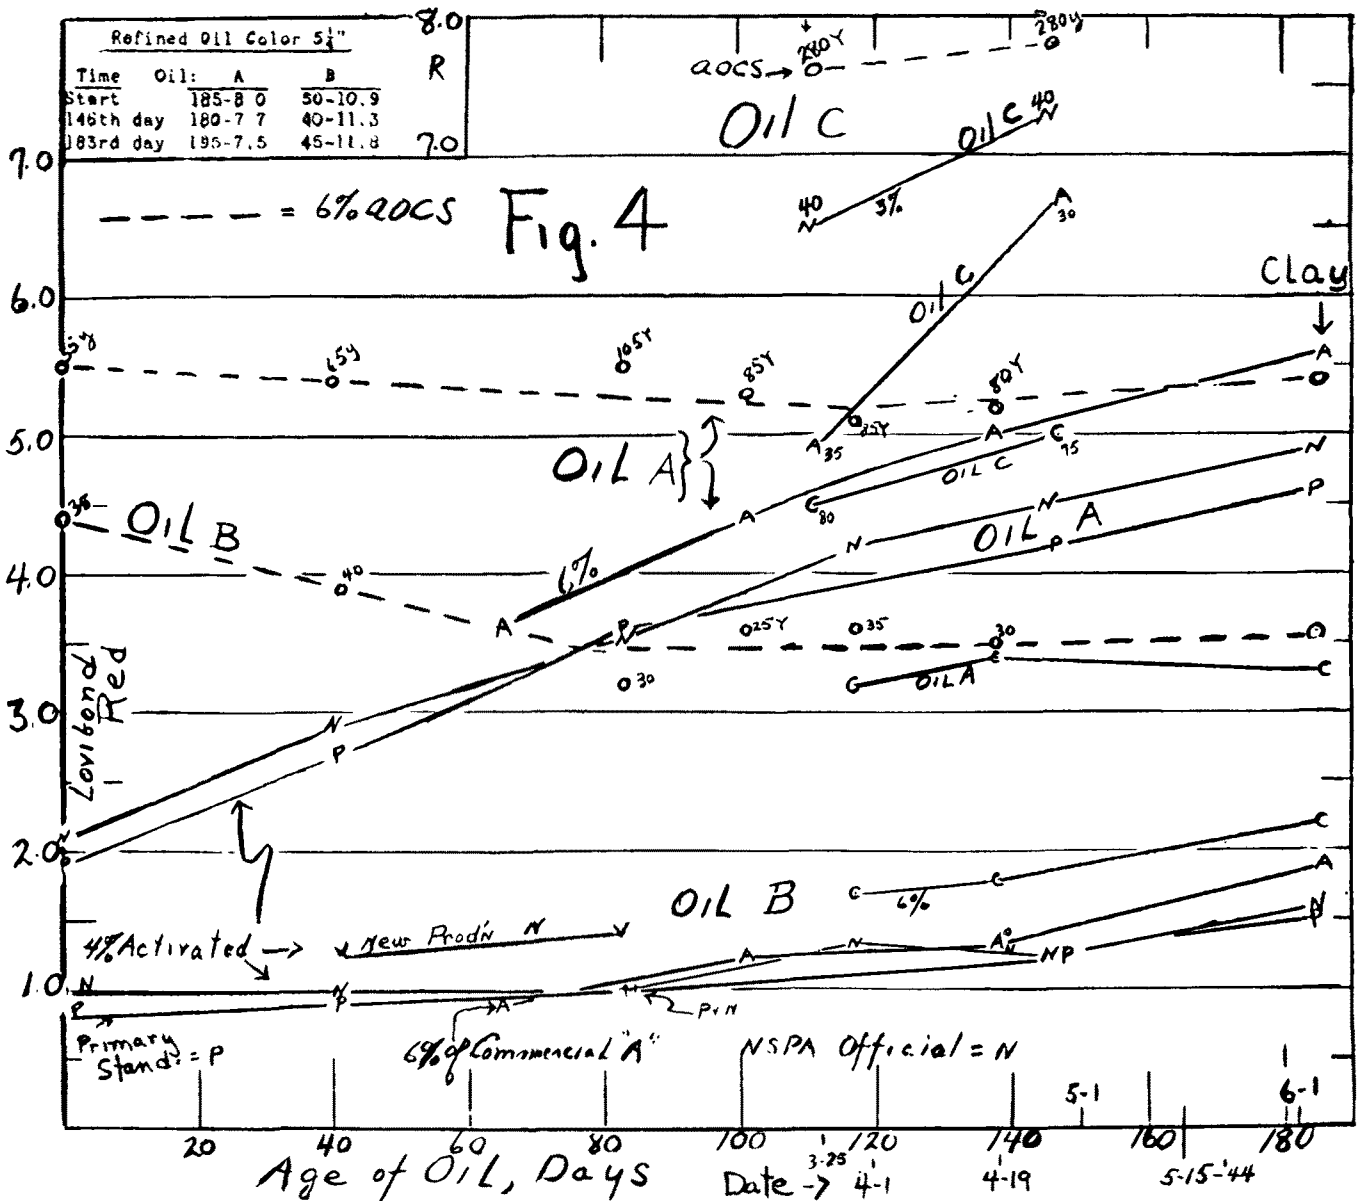 Refined Oil Color 5¼"
Time Oil: A B
Start 185-8 0 50-10.9
146th day 180-7 7 40-11.3
183rd day 195-7.5 45-11.8
8.0
R
7.0
aocs → 280Y 280y
Oil C
Oil C 40
40 N 3% N
= 6% aocs
Fig. 4
A 30
Oil C
Clay
7.0
6.0
65y 105Y 85Y 80Y A
35Y
5.0
OIL A
A 35 A C 95
OIL C
C 80
N
P
35
OIL B
OIL A
A N N P
4.0
40
6%
A P N
25Y 35 30
30
C C C
OIL A
Lovibond Red
3.0
N
P
N
2.0
P
C
A
OIL B
C 6% C
N
P
4% Activated → New Prod'n N
A N A N N P
1.0 N N
P P A P+N
Primary
Stand. = P
6% of Commercial "A"
NSPA Official = N
5-1 6-1
20 40 60 80 100 120 140 160 180
Age of OIL, Days
Date → 3-25 4-1 4-19 5-15-'44